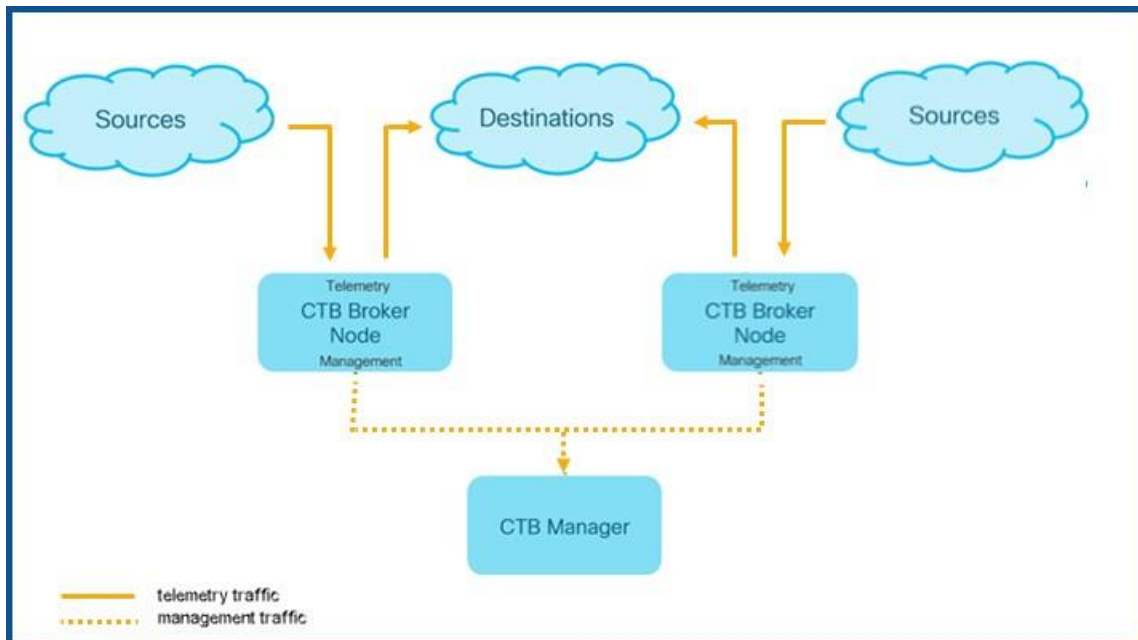 Sources
Destinations
Sources
Telemetry
CTB Broker
Node
Management
Telemetry
CTB Broker
Node
Management
CTB Manager
telemetry traffic
management traffic